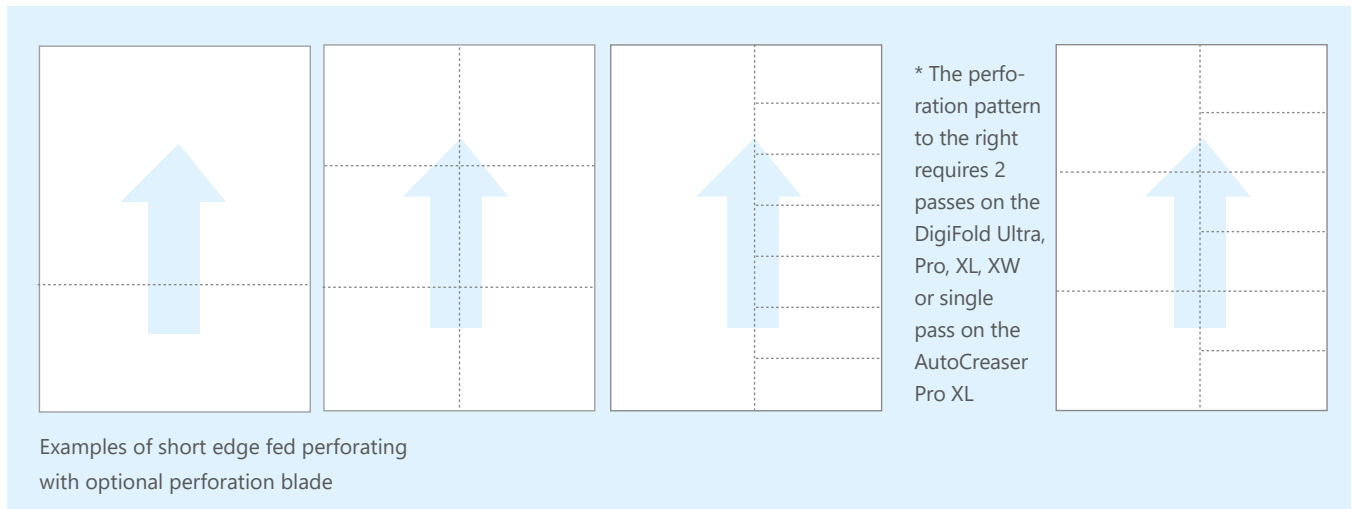 * The perfo-
ration pattern
to the right
requires 2
passes on the
DigiFold Ultra,
Pro, XL, XW
or single
pass on the
AutoCreaser
Pro XL
Examples of short edge fed perforating
with optional perforation blade